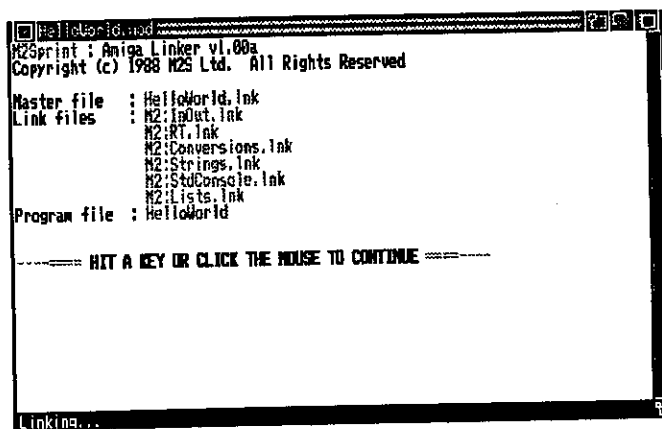 HelloWorld.mod
M2Sprint : Amiga Linker v1.00a
Copyright (c) 1988 M2S Ltd.  All Rights Reserved
Master file : HelloWorld.lnk
Link files : M2:InOut.lnk
M2:RT.lnk
M2:Conversions.lnk
M2:Strings.lnk
M2:StdConsole.lnk
M2:Lists.lnk
Program file : HelloWorld
----==== HIT A KEY OR CLICK THE MOUSE TO CONTINUE ====----
Linking...